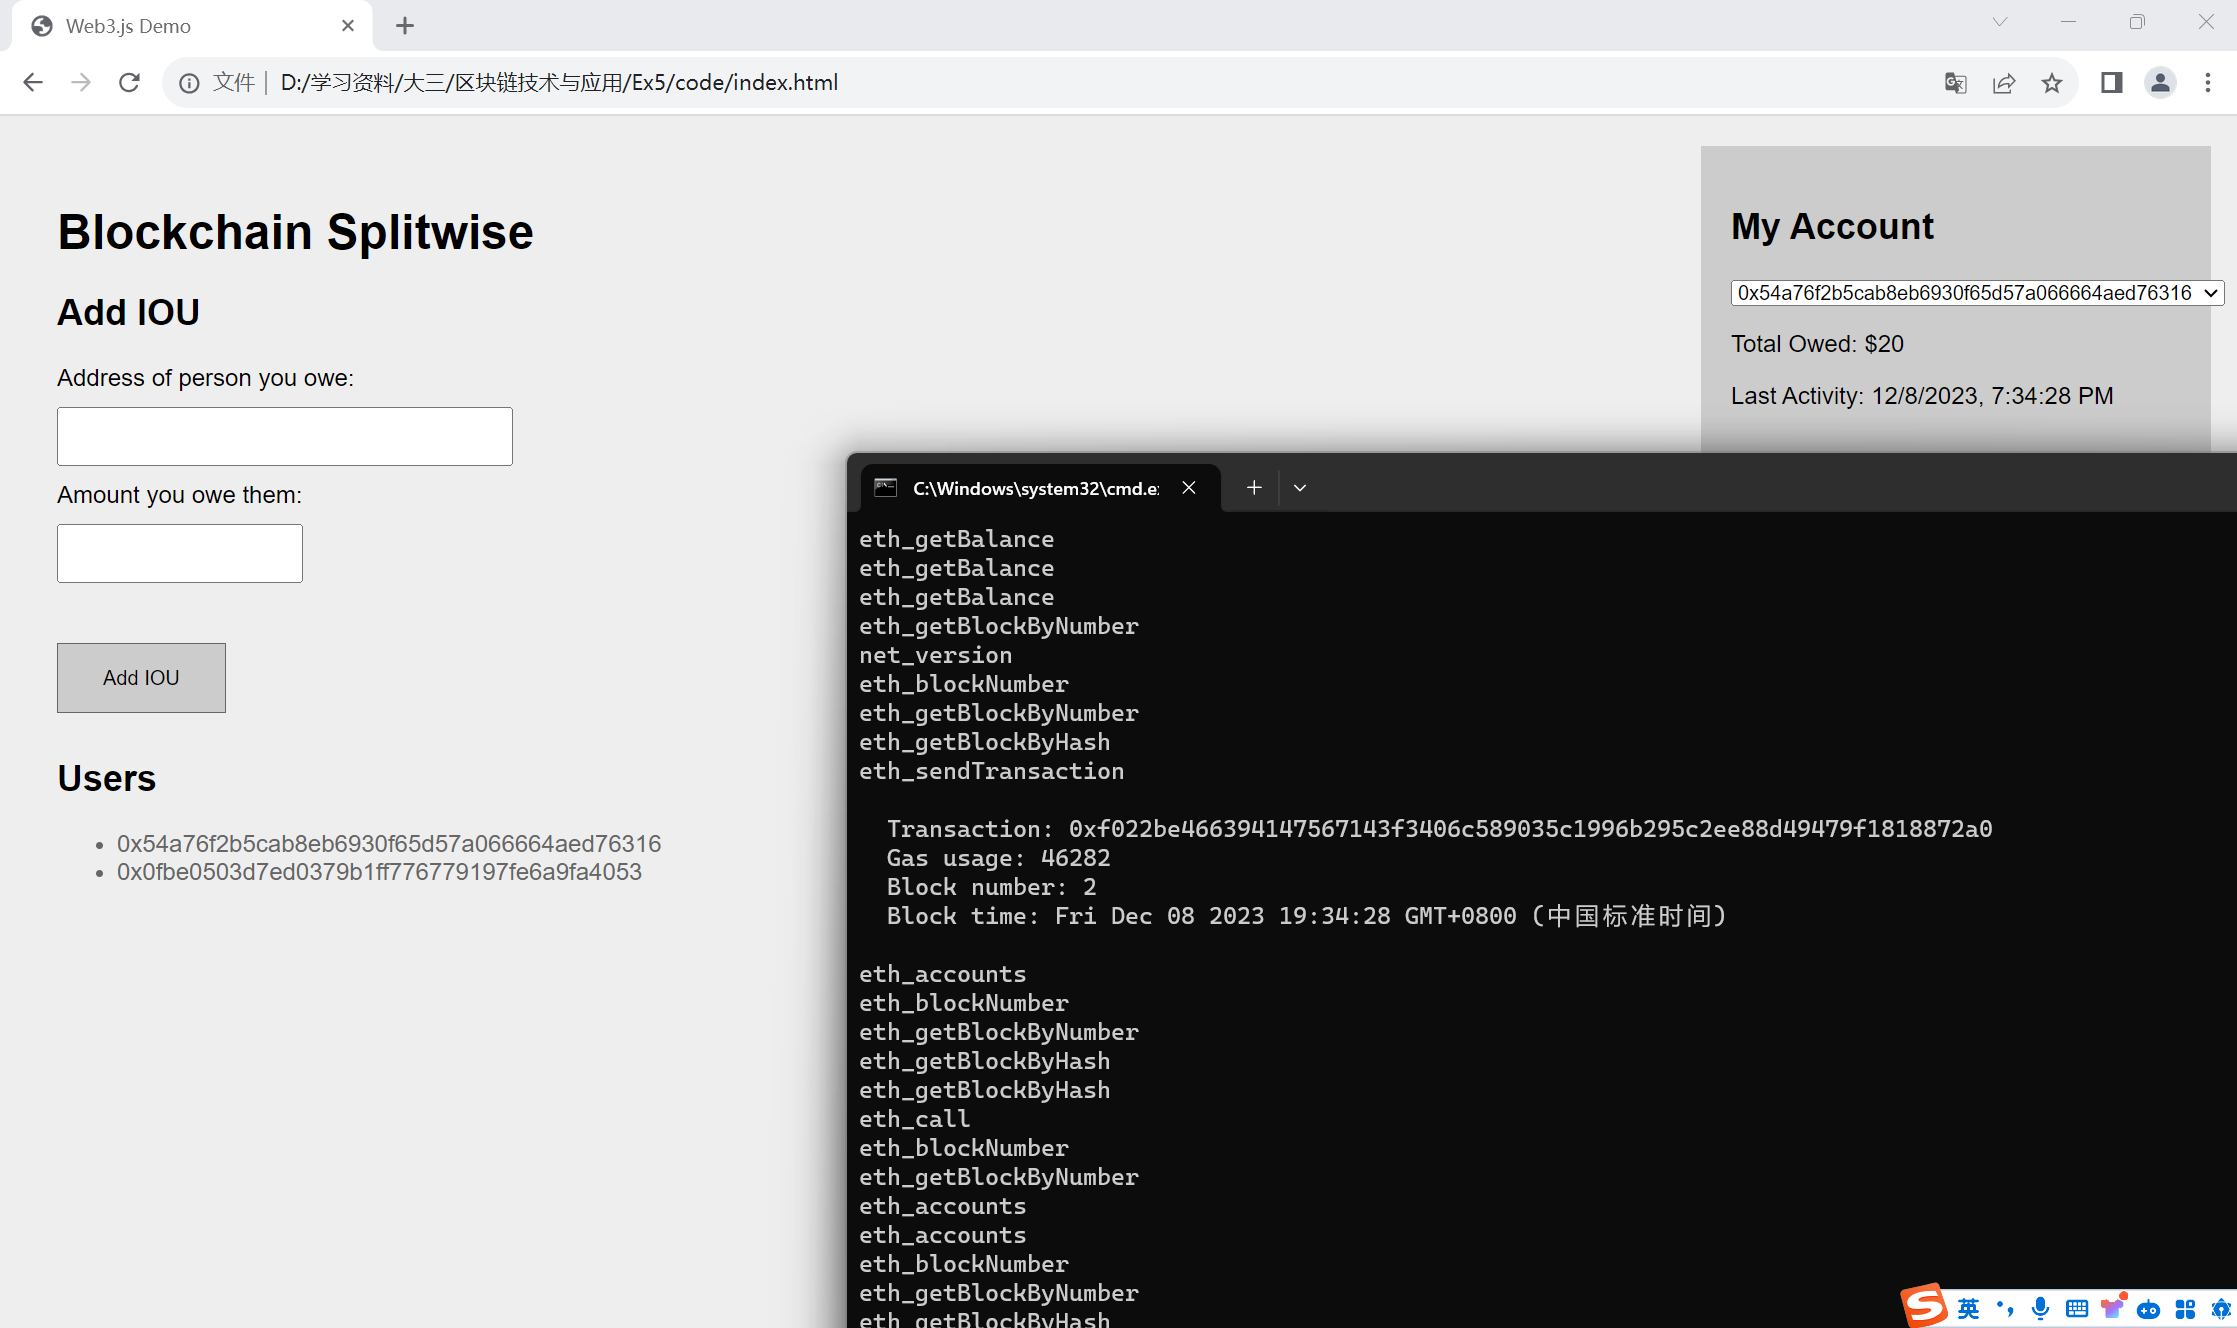 Web3.js Demo
文件 | D:/学习资料/大三/区块链技术与应用/Ex5/code/index.html
Blockchain Splitwise
Add IOU
Address of person you owe:
Amount you owe them:
Add IOU
Users
0x54a76f2b5cab8eb6930f65d57a066664aed76316
0x0fbe0503d7ed0379b1ff776779197fe6a9fa4053
My Account
0x54a76f2b5cab8eb6930f65d57a066664aed76316
Total Owed: $20
Last Activity: 12/8/2023, 7:34:28 PM
C:\Windows\system32\cmd.e
eth_getBalance
eth_getBalance
eth_getBalance
eth_getBlockByNumber
net_version
eth_blockNumber
eth_getBlockByNumber
eth_getBlockByHash
eth_sendTransaction
Transaction: 0xf022be466394147567143f3406c589035c1996b295c2ee88d49479f1818872a0
Gas usage: 46282
Block number: 2
Block time: Fri Dec 08 2023 19:34:28 GMT+0800 (中国标准时间)
eth_accounts
eth_blockNumber
eth_getBlockByNumber
eth_getBlockByHash
eth_getBlockByHash
eth_call
eth_blockNumber
eth_getBlockByNumber
eth_accounts
eth_accounts
eth_blockNumber
eth_getBlockByNumber
eth_getBlockByHash
英